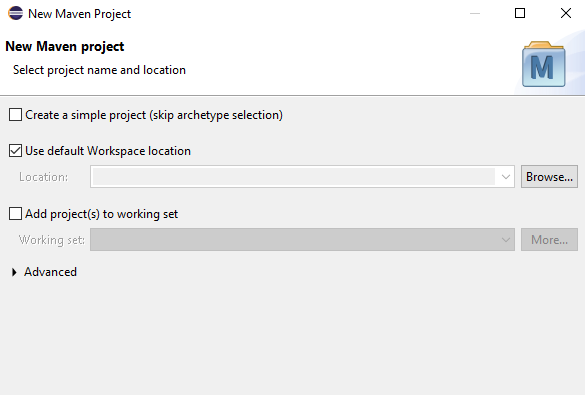 New Maven Project
New Maven project
Select project name and location
M
Create a simple project (skip archetype selection)
Use default Workspace location
Location:
Browse...
Add project(s) to working set
Working set:
More...
Advanced